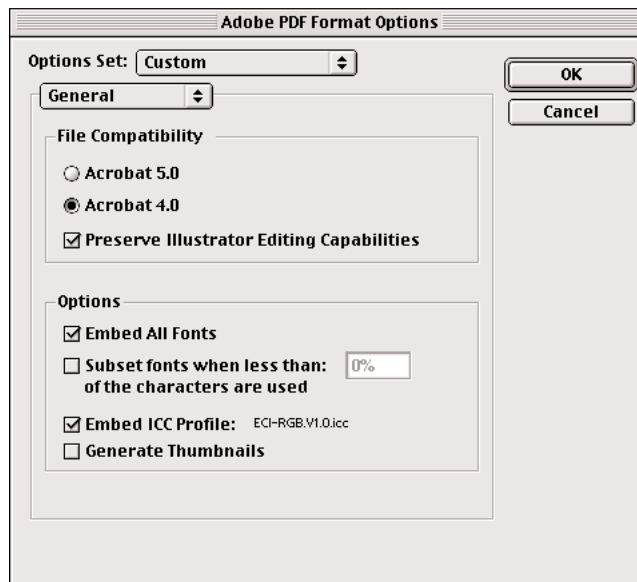 Adobe PDF Format Options
Options Set: Custom
OK
General
Cancel
File Compatibility
Acrobat 5.0
Acrobat 4.0
Preserve Illustrator Editing Capabilities
Options
Embed All Fonts
Subset fonts when less than: 0%
of the characters are used
Embed ICC Profile: ECI-RGB.V1.0.icc
Generate Thumbnails